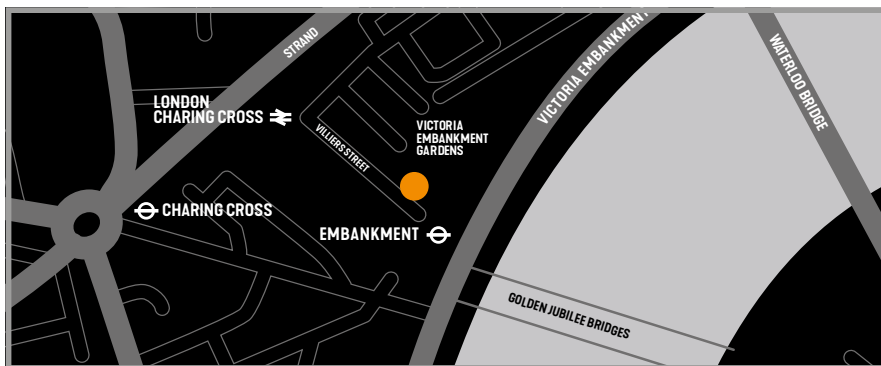 STRAND
VICTORIA EMBANKMENT
WATERLOO BRIDGE
LONDON
CHARING CROSS
VILLIERS STREET
VICTORIA
EMBANKMENT
GARDENS
CHARING CROSS
EMBANKMENT
GOLDEN JUBILEE BRIDGES